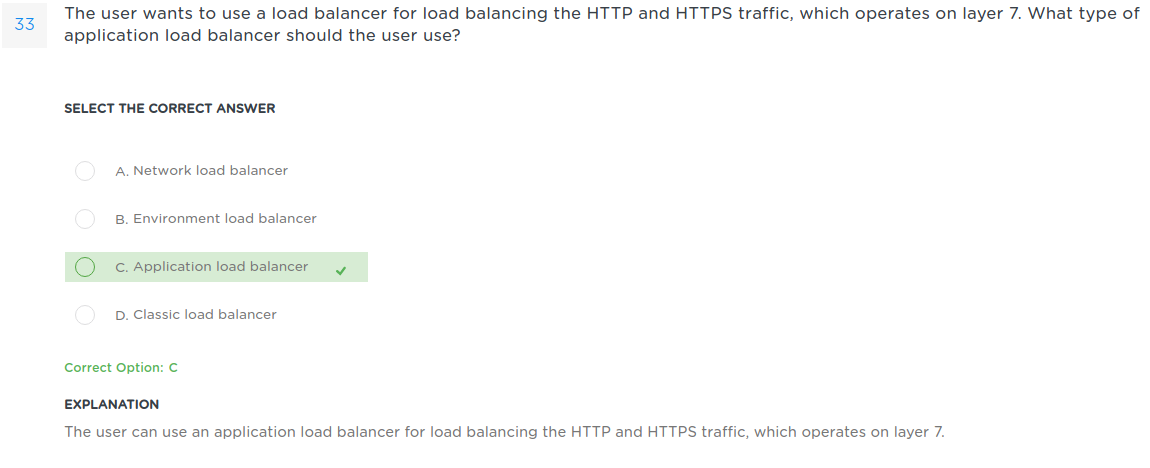 33
The user wants to use a load balancer for load balancing the HTTP and HTTPS traffic, which operates on layer 7. What type of
application load balancer should the user use?
SELECT THE CORRECT ANSWER
A. Network load balancer
B. Environment load balancer
C. Application load balancer
D. Classic load balancer
Correct Option: C
EXPLANATION
The user can use an application load balancer for load balancing the HTTP and HTTPS traffic, which operates on layer 7.